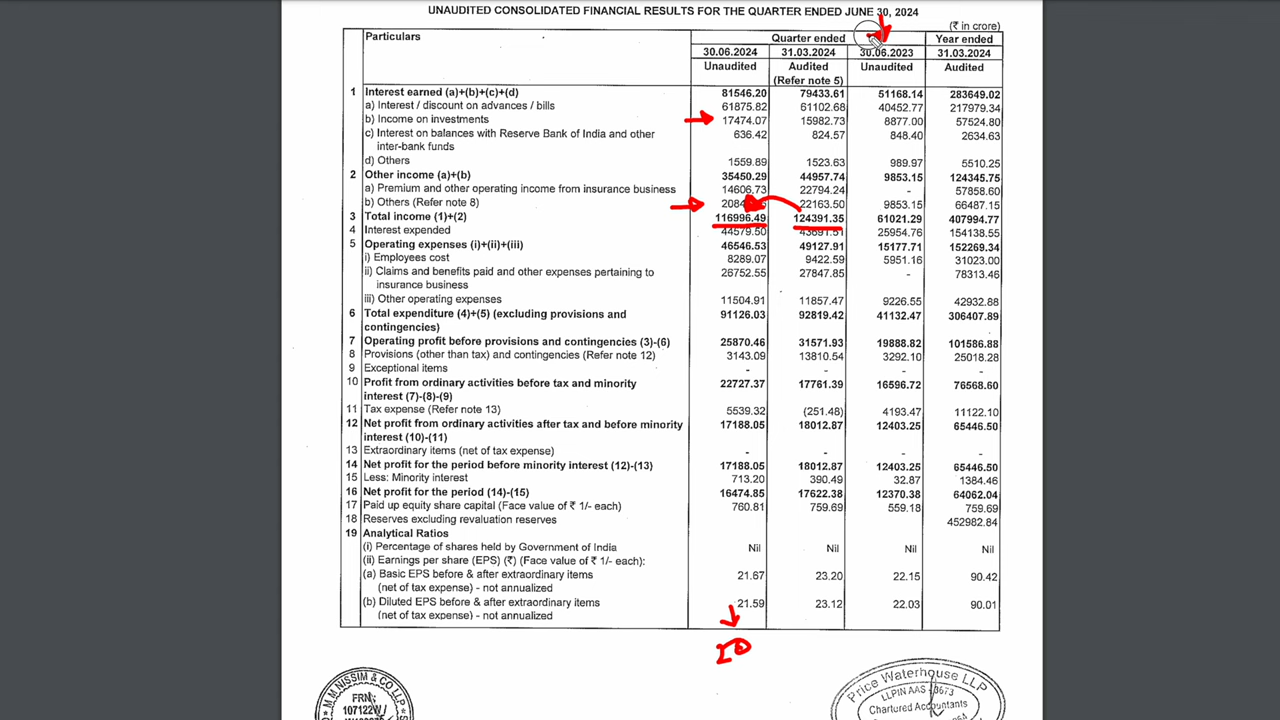 UNAUDITED CONSOLIDATED FINANCIAL RESULTS FOR THE QUARTER ENDED JUNE 30, 2024
(₹ in crore)
Particulars Quarter ended Year ended
30.06.2024 31.03.2024 30.06.2023 31.03.2024
Unaudited Audited Unaudited Audited
(Refer note 5)
1 Interest earned (a)+(b)+(c)+(d) 81546.20 79433.61 51168.14 283649.02
a) Interest / discount on advances / bills 61875.82 61102.68 40452.77 217979.34
b) Income on investments 17474.07 15982.73 8877.00 57524.80
c) Interest on balances with Reserve Bank of India and other 636.42 824.57 848.40 2634.63
inter-bank funds
d) Others 1559.89 1523.63 989.97 5510.25
2 Other income (a)+(b) 35450.29 44957.74 9853.15 124345.75
a) Premium and other operating income from insurance business 14606.73 22794.24 - 57858.60
b) Others (Refer note 8) 22163.50 9853.15 66487.15
3 Total income (1)+(2) 116996.49 124391.35 61021.29 407994.77
4 Interest expended 44579.50 43691.51 25954.76 154138.55
5 Operating expenses (i)+(ii)+(iii) 46546.53 49127.91 15177.71 152269.34
i) Employees cost 8289.07 9422.59 5951.16 31023.00
ii) Claims and benefits paid and other expenses pertaining to 26752.55 27847.85 - 78313.46
insurance business
iii) Other operating expenses 11504.91 11857.47 9226.55 42932.88
6 Total expenditure (4)+(5) (excluding provisions and 91126.03 92819.42 41132.47 306407.89
contingencies)
7 Operating profit before provisions and contingencies (3)-(6) 25870.46 31571.93 19888.82 101586.88
8 Provisions (other than tax) and contingencies (Refer note 12) 3143.09 13810.54 3292.10 25018.28
9 Exceptional items - - - -
10 Profit from ordinary activities before tax and minority 22727.37 17761.39 16596.72 76568.60
interest (7)-(8)-(9)
11 Tax expense (Refer note 13) 5539.32 (251.48) 4193.47 11122.10
12 Net profit from ordinary activities after tax and before minority 17188.05 18012.87 12403.25 65446.50
interest (10)-(11)
13 Extraordinary items (net of tax expense) - - - -
14 Net profit for the period before minority interest (12)-(13) 17188.05 18012.87 12403.25 65446.50
15 Less: Minority interest 713.20 390.49 32.87 1384.46
16 Net profit for the period (14)-(15) 16474.85 17622.38 12370.38 64062.04
17 Paid up equity share capital (Face value of ₹ 1/- each) 760.81 759.69 559.18 759.69
18 Reserves excluding revaluation reserves 452982.84
19 Analytical Ratios
(i) Percentage of shares held by Government of India Nil Nil Nil Nil
(ii) Earnings per share (EPS) (₹) (Face value of ₹ 1/- each):
(a) Basic EPS before & after extraordinary items 21.67 23.20 22.15 90.42
(net of tax expense) - not annualized
(b) Diluted EPS before & after extraordinary items 21.59 23.12 22.03 90.01
(net of tax expense) - not annualized
M.M.NISSIM & CO LLP
FRN
107122W/
Price Waterhouse LLP
LLPIN AAS
Chartered Accountants